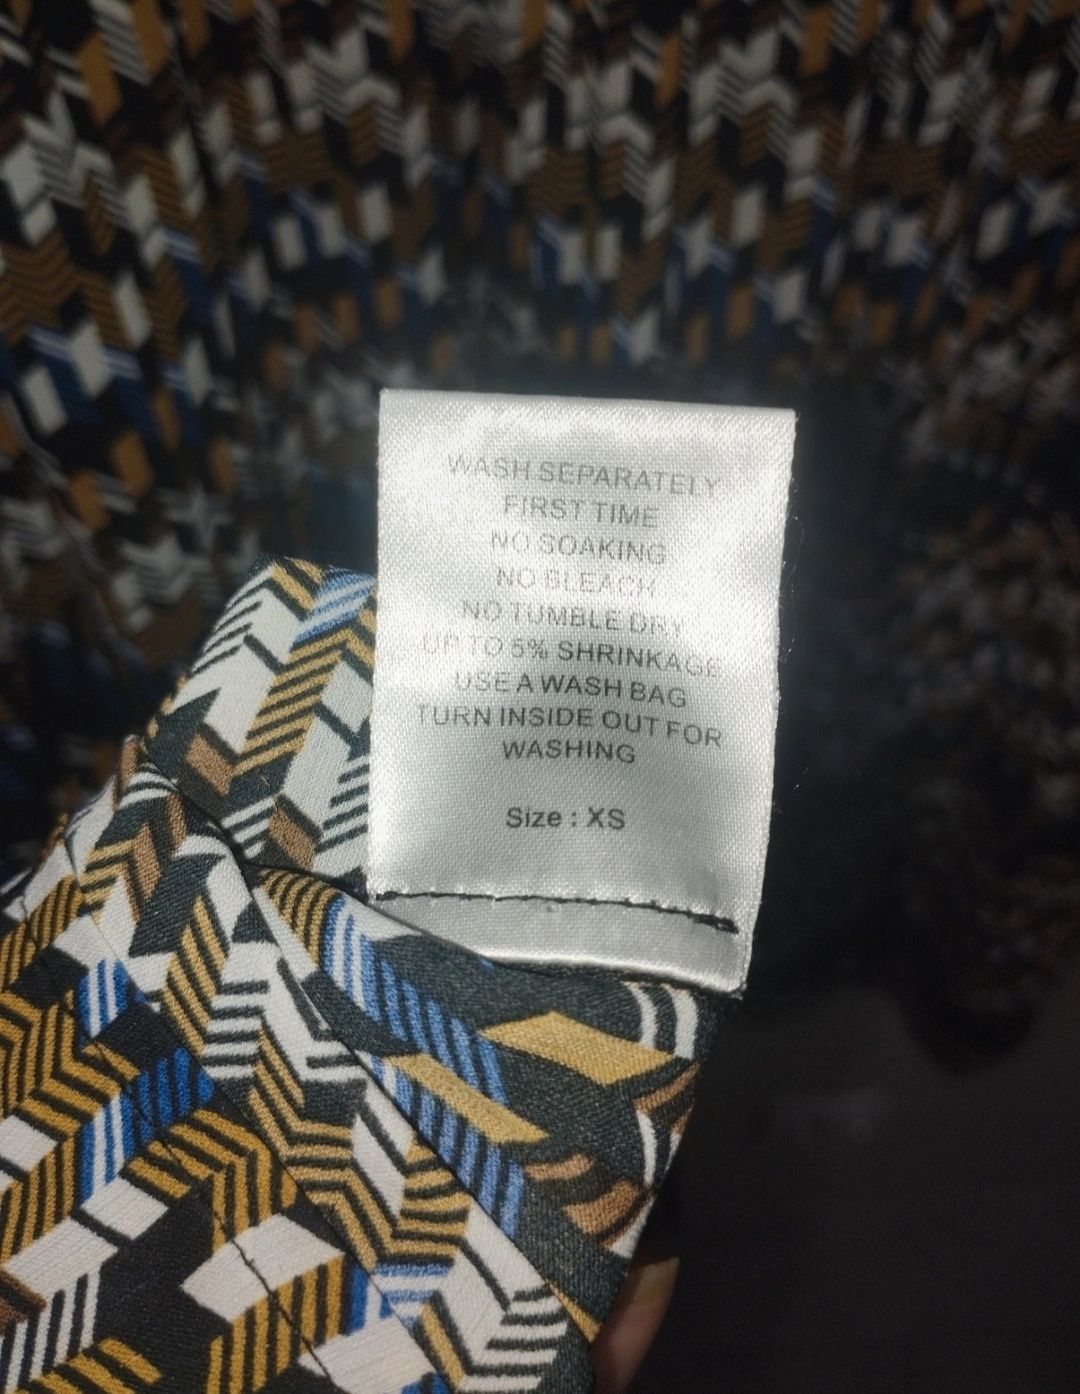 WASH SEPARATELY
FIRST TIME
NO SOAKING
NO BLEACH
NO TUMBLE DRY
UP TO 5% SHRINKAGE
USE A WASH BAG
TURN INSIDE OUT FOR
WASHING
Size : XS